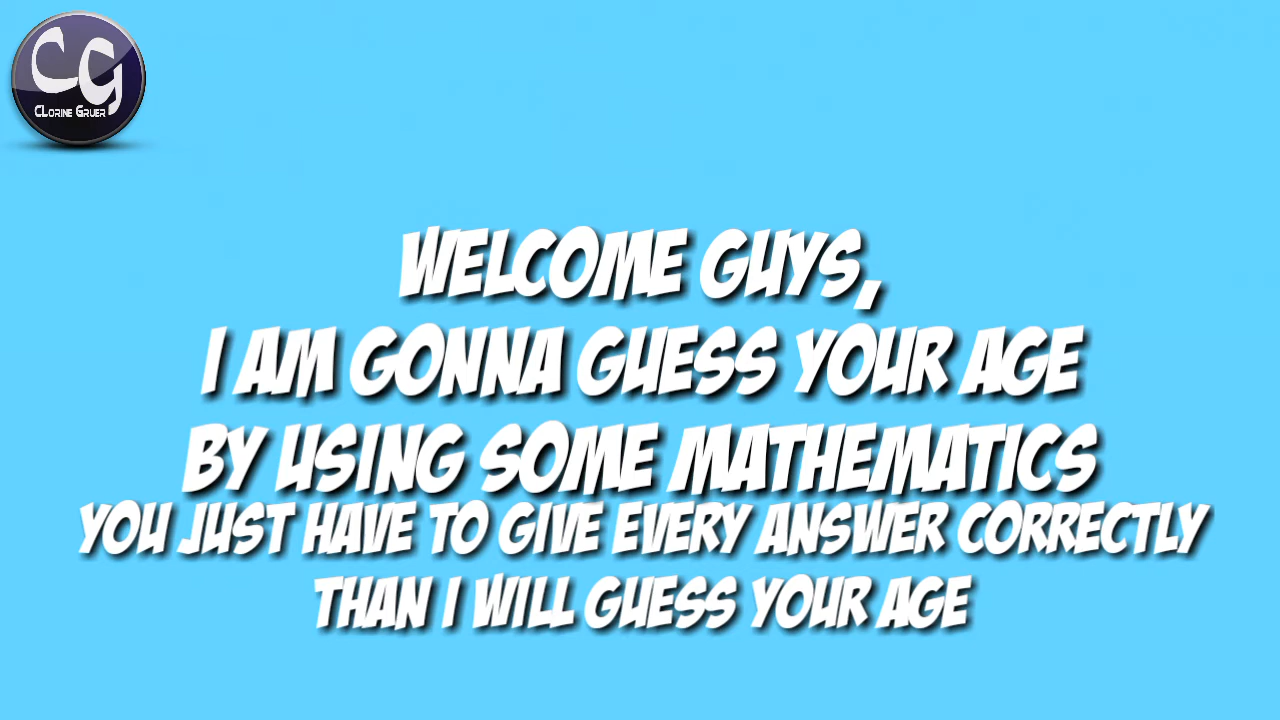 CG
CLorine Gruer
WELCOME GUYS,
I AM GONNA GUESS YOUR AGE
BY USING SOME MATHEMATICS
YOU JUST HAVE TO GIVE EVERY ANSWER CORRECTLY
THAN I WILL GUESS YOUR AGE